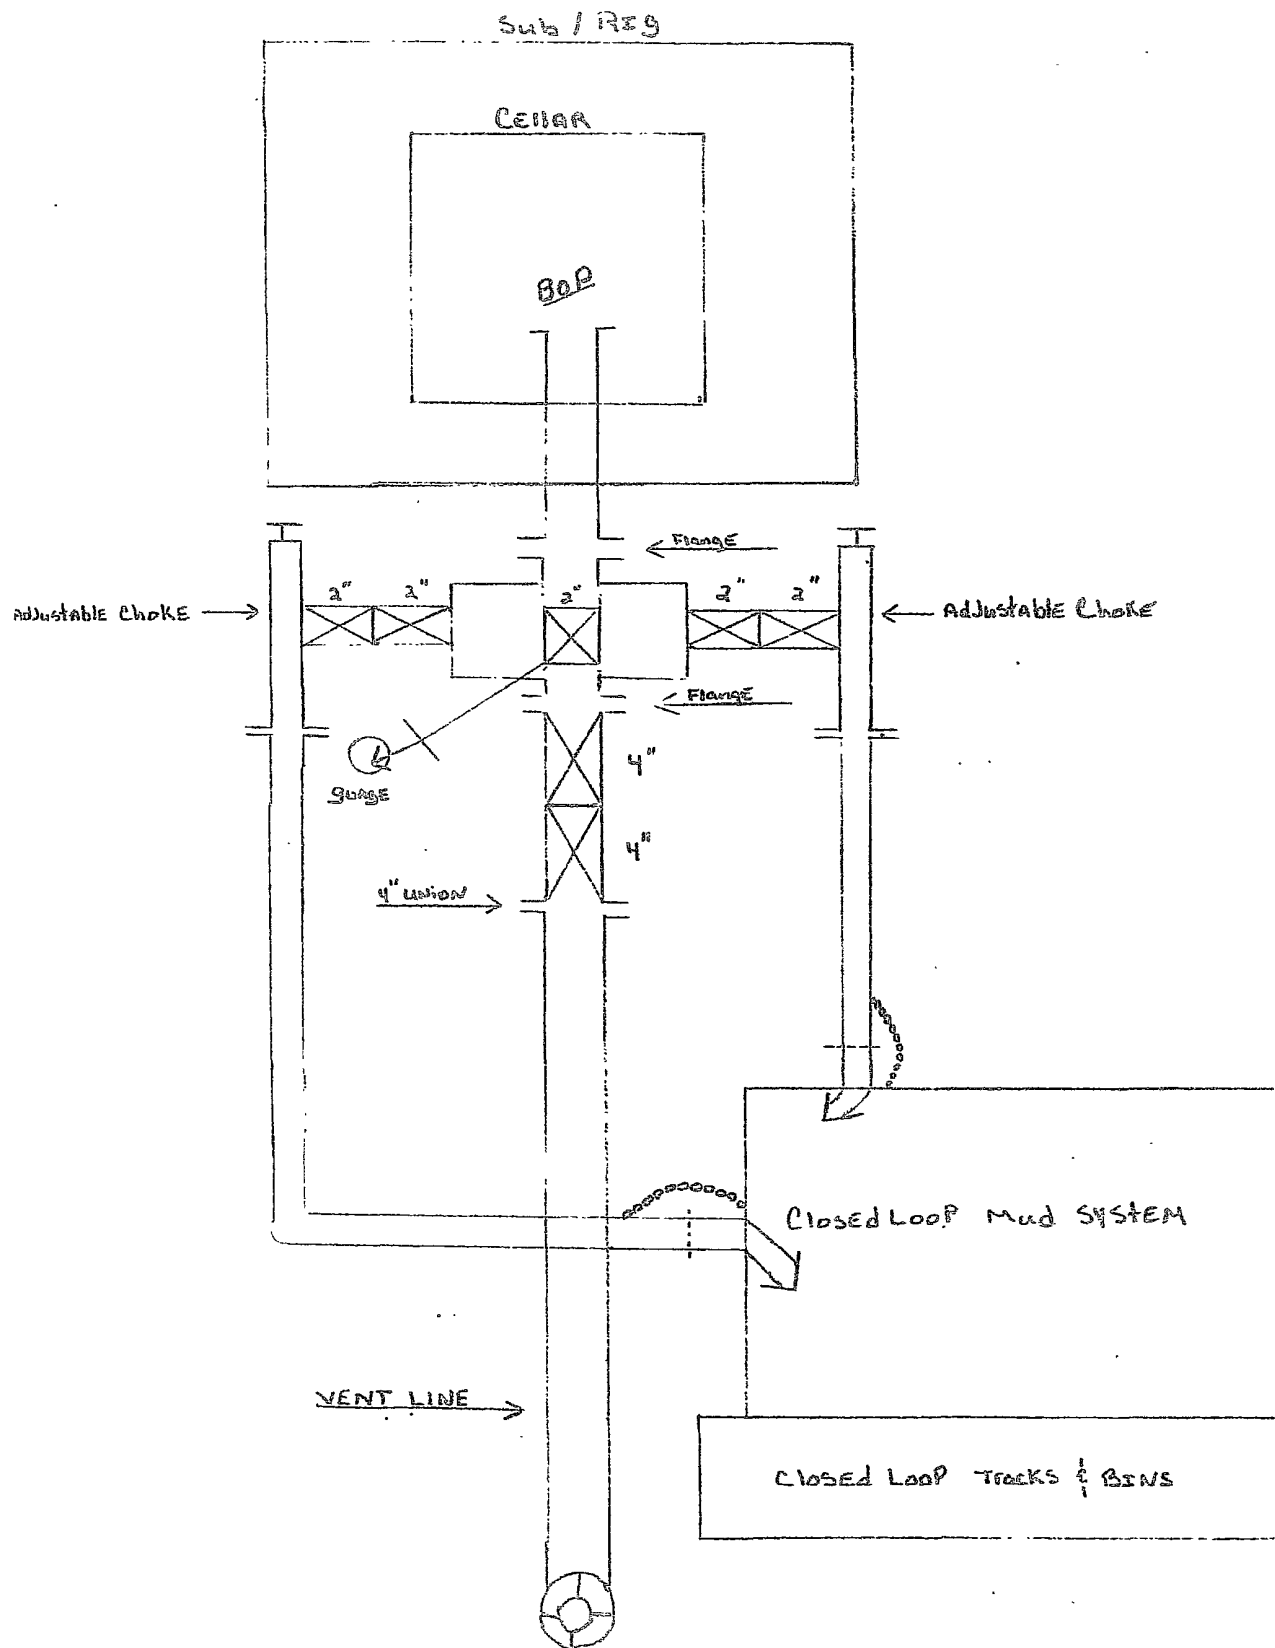 Sub / Rig
CEllAR
BOP
FlangE
2" 2" 2" 2" 2"
AdJustAblE ChoKE
AdJustAblE ChoKE
FlangE
4"
gurgE
4"
4" UNiON
ClosEd LooP Mud SYStEM
VENT LINE
ClosEd LooP TracKs & BINS